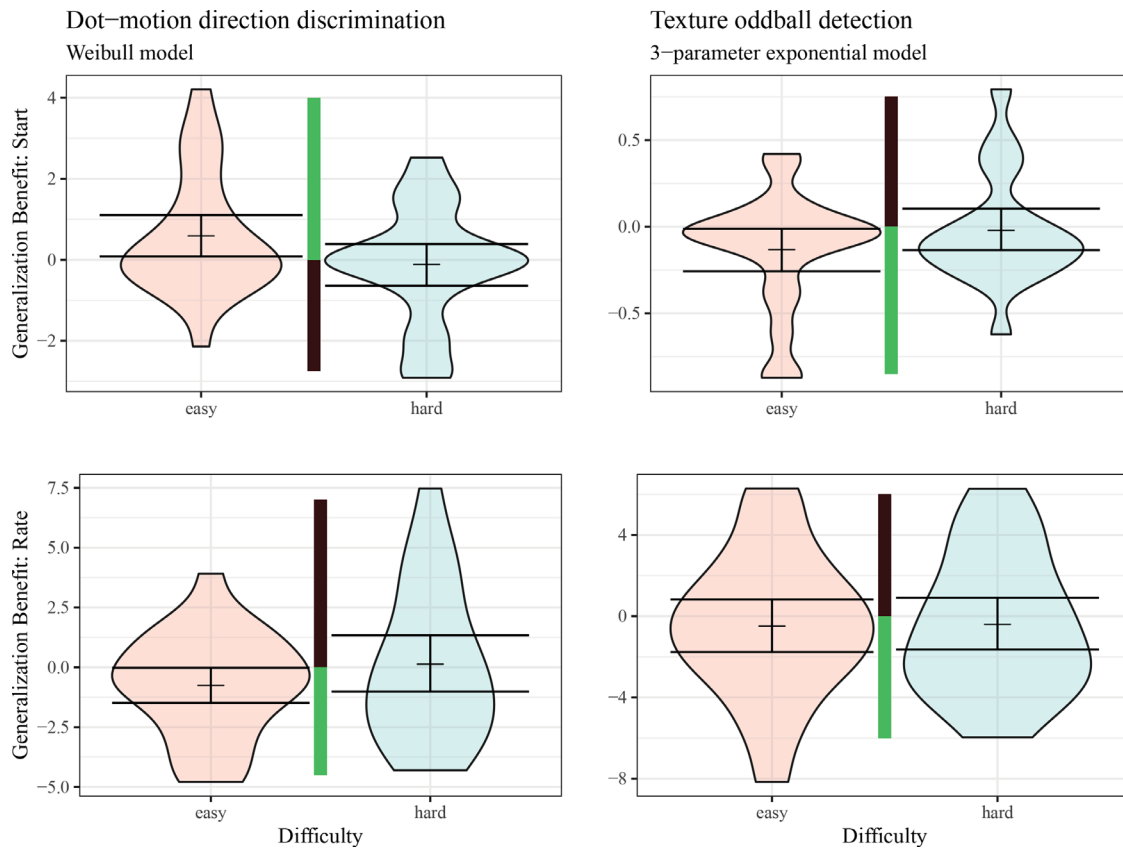 Dot−motion direction discrimination
Weibull model
Texture oddball detection
3−parameter exponential model
Generalization Benefit: Start
4
2
0
−2
easy
hard
0.5
0.0
−0.5
easy
hard
Generalization Benefit: Rate
7.5
5.0
2.5
0.0
−2.5
−5.0
easy
hard
Difficulty
4
0
−4
−8
easy
hard
Difficulty